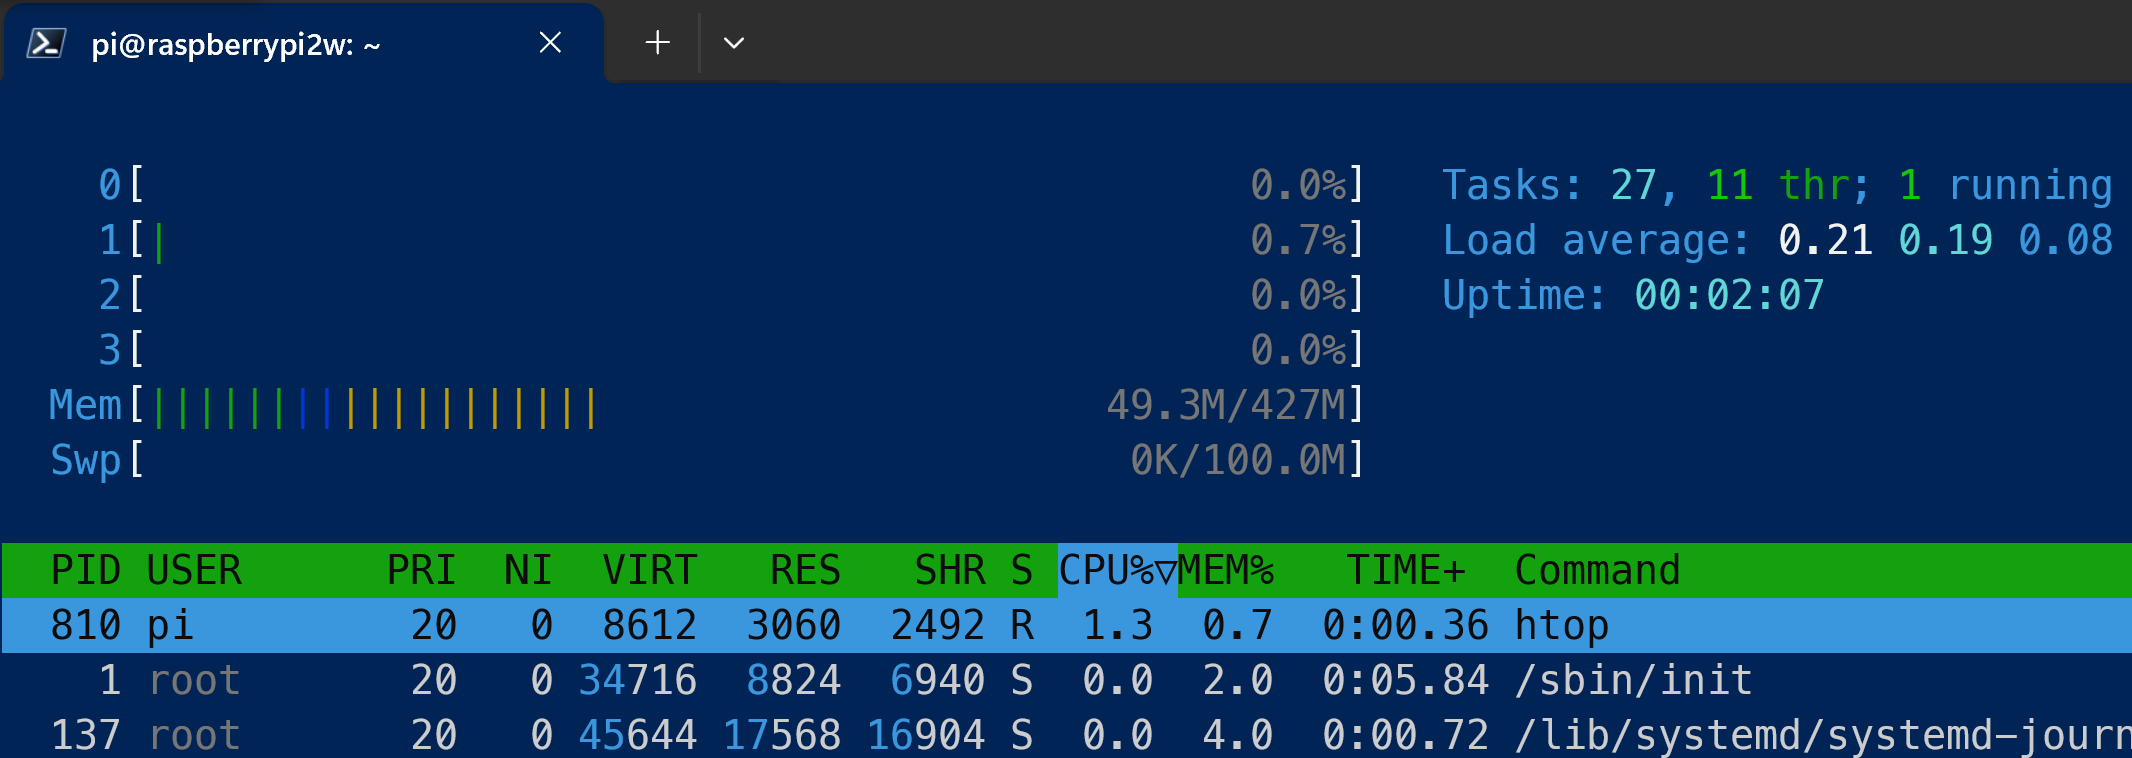 pi@raspberrypi2w: ~
0[ 0.0%] Tasks: 27, 11 thr; 1 running
1[| 0.7%] Load average: 0.21 0.19 0.08
2[ 0.0%] Uptime: 00:02:07
3[ 0.0%]
Mem[||||||||||||||||||| 49.3M/427M]
Swp[ 0K/100.0M]
PID USER PRI NI VIRT RES SHR S CPU%▽MEM% TIME+ Command
810 pi 20 0 8612 3060 2492 R 1.3 0.7 0:00.36 htop
1 root 20 0 34716 8824 6940 S 0.0 2.0 0:05.84 /sbin/init
137 root 20 0 45644 17568 16904 S 0.0 4.0 0:00.72 /lib/systemd/systemd-journ